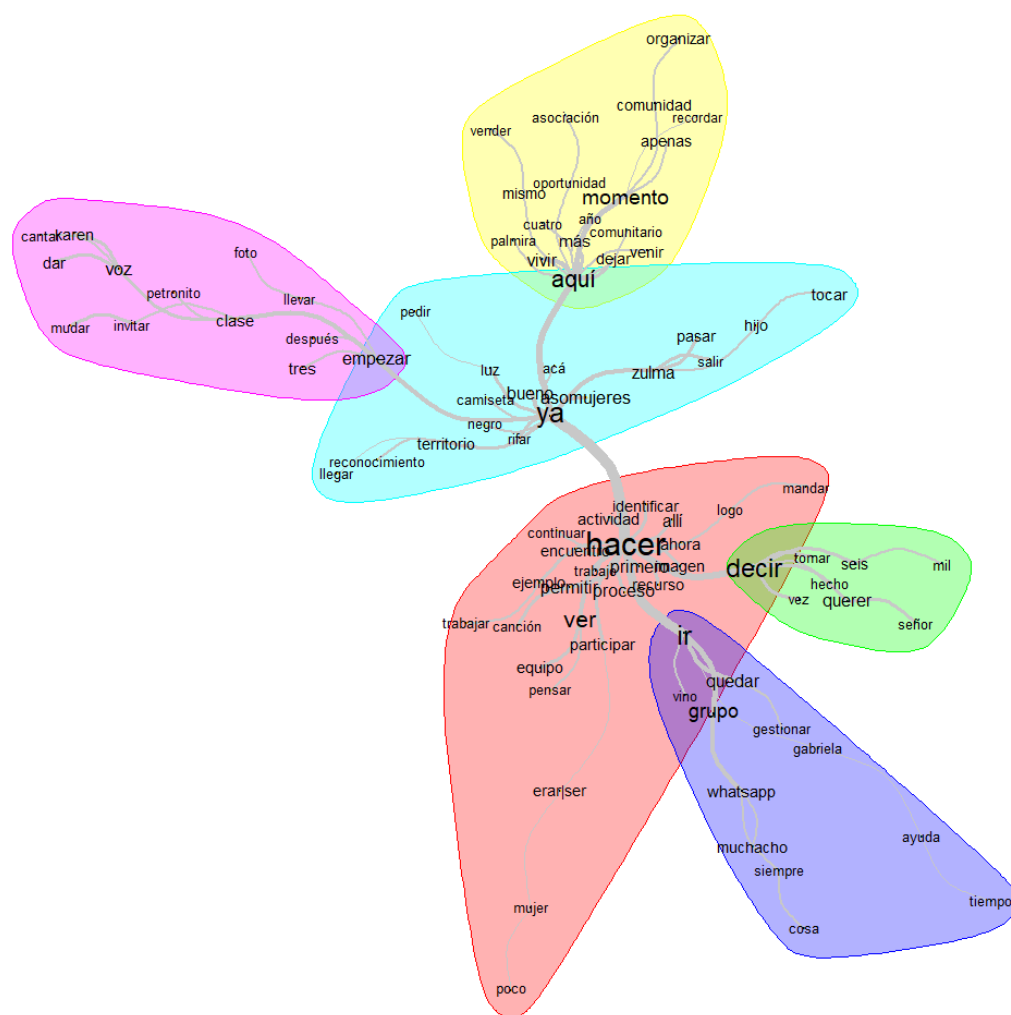 organizar
comunidad
recordar
asociación
vender
apenas
oportunidad
mismo
momento
año
cuatro
comunitario
palmira
más
venir
vivir
dejar
aquí
cantar
karen
dar
voz
foto
petronito
llevar
mudar
invitar
clase
después
tres
empezar
pedir
tocar
hijo
pasar
salir
luz
acá
zulma
bueno
camiseta
asomujeres
ya
negro
rifar
territorio
reconocimiento
llegar
mandar
identificar
logo
actividad
allí
continuar
hacer
ahora
encuentro
primero
imagen
trabajo
ejemplo
permitir
proceso
recurso
trabajar
canción
ver
participar
equipo
pensar
erar|ser
mujer
poco
decir
tomar
seis
mil
hecho
vez
querer
señor
ir
quedar
vino
grupo
gestionar
gabriela
whatsapp
ayuda
muchacho
siempre
tiempo
cosa